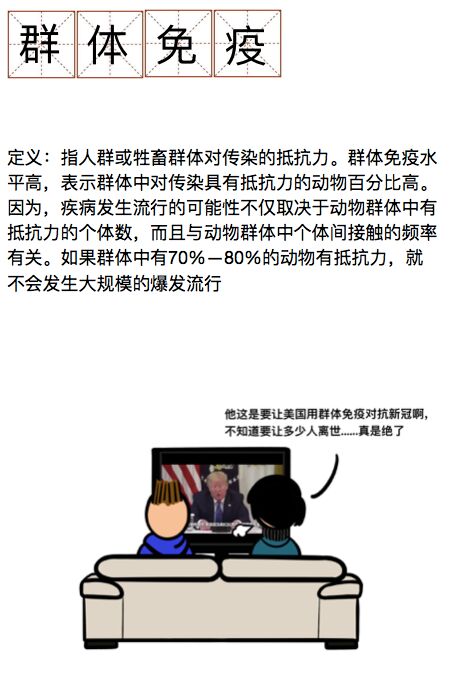 群体免疫
定义：指人群或牲畜群体对传染的抵抗力。群体免疫水
平高，表示群体中对传染具有抵抗力的动物百分比高。
因为，疾病发生流行的可能性不仅取决于动物群体中有
抵抗力的个体数，而且与动物群体中个体间接触的频率
有关。如果群体中有70%—80%的动物有抵抗力，就
不会发生大规模的爆发流行
他这是要让美国用群体免疫对抗新冠啊，
不知道要让多少人离世......真是绝了